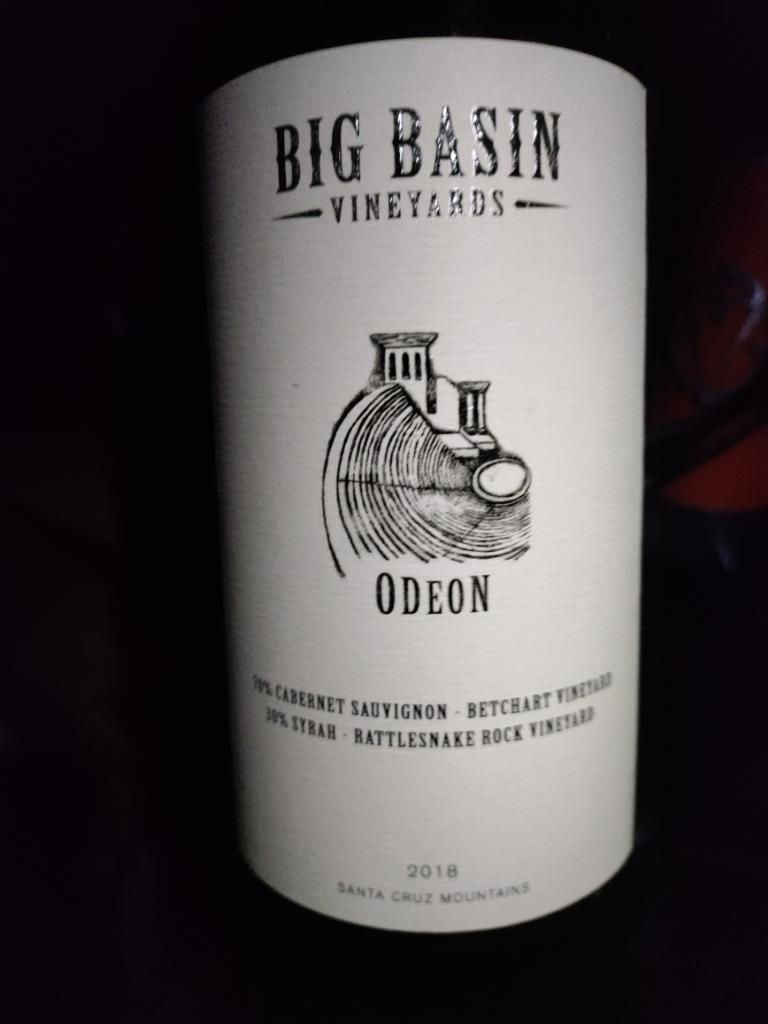 BIG BASIN
VINEYARDS
ODEON
70% CABERNET SAUVIGNON - BETCHART VINEYARD
30% SYRAH - RATTLESNAKE ROCK VINEYARD
2018
SANTA CRUZ MOUNTAINS